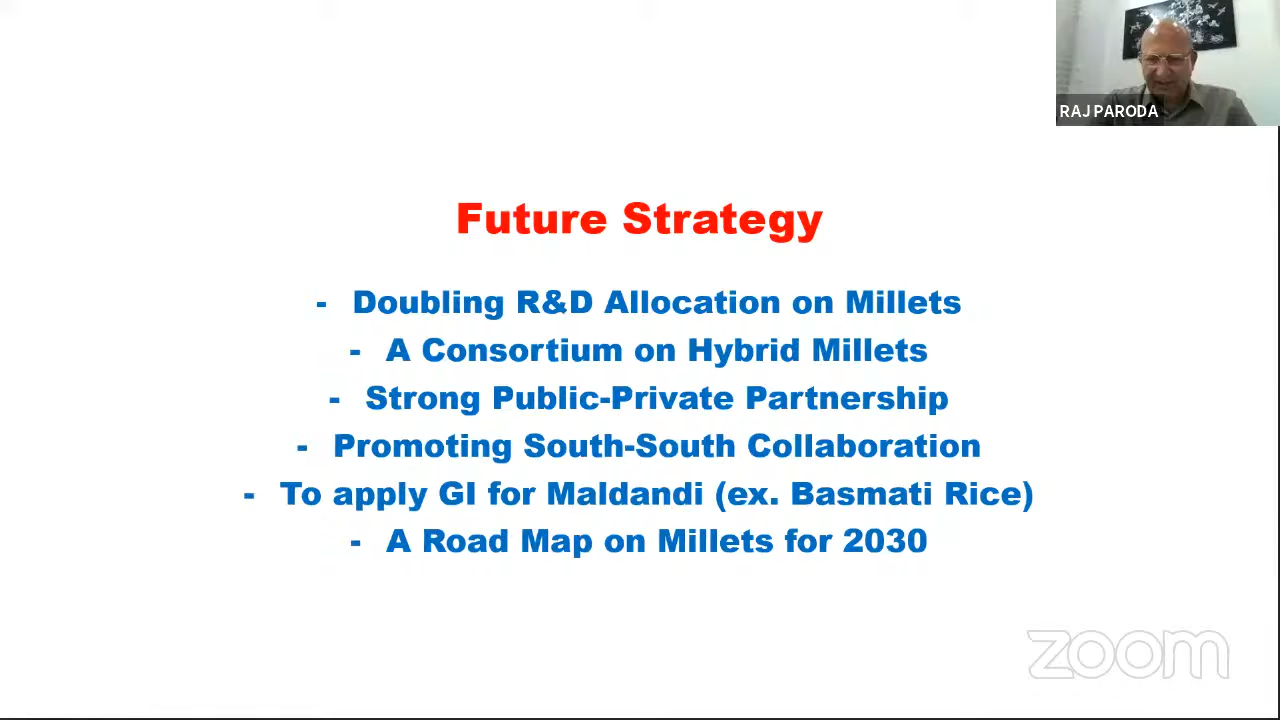 RAJ PARODA
Future Strategy
- Doubling R&D Allocation on Millets
- A Consortium on Hybrid Millets
- Strong Public-Private Partnership
- Promoting South-South Collaboration
- To apply GI for Maldandi (ex. Basmati Rice)
- A Road Map on Millets for 2030
zoom